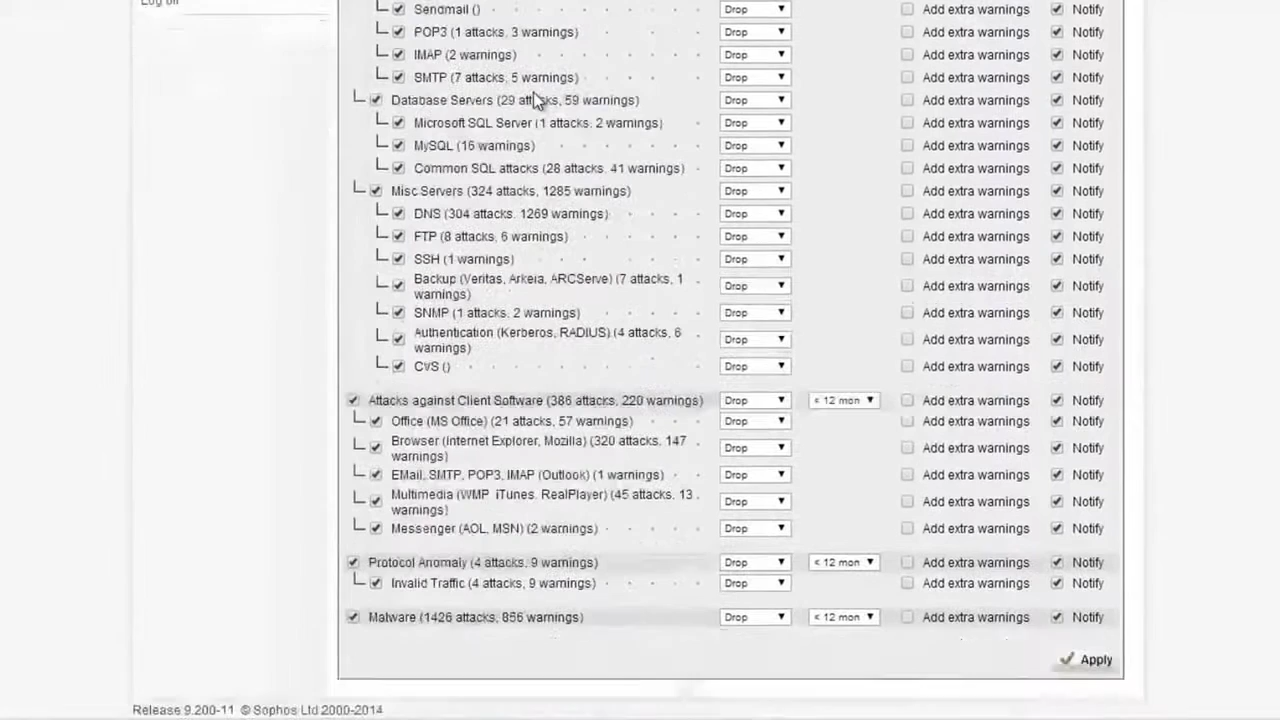 Log off
Sendmail () Drop Add extra warnings Notify
POP3 (1 attacks, 3 warnings) Drop Add extra warnings Notify
IMAP (2 warnings) Drop Add extra warnings Notify
SMTP (7 attacks, 5 warnings) Drop Add extra warnings Notify
Database Servers (29 attacks, 59 warnings) Drop Add extra warnings Notify
Microsoft SQL Server (1 attacks, 2 warnings) Drop Add extra warnings Notify
MySQL (16 warnings) Drop Add extra warnings Notify
Common SQL attacks (28 attacks, 41 warnings) Drop Add extra warnings Notify
Misc Servers (324 attacks, 1285 warnings) Drop Add extra warnings Notify
DNS (304 attacks, 1269 warnings) Drop Add extra warnings Notify
FTP (8 attacks, 6 warnings) Drop Add extra warnings Notify
SSH (1 warnings) Drop Add extra warnings Notify
Backup (Veritas, Arkeia, ARCServe) (7 attacks, 1
warnings) Drop Add extra warnings Notify
SNMP (1 attacks, 2 warnings) Drop Add extra warnings Notify
Authentication (Kerberos, RADIUS) (4 attacks, 6
warnings) Drop Add extra warnings Notify
CVS () Drop Add extra warnings Notify
Attacks against Client Software (386 attacks, 220 warnings) Drop < 12 mon Add extra warnings Notify
Office (MS Office) (21 attacks, 57 warnings) Drop Add extra warnings Notify
Browser (Internet Explorer, Mozilla) (320 attacks, 147
warnings) Drop Add extra warnings Notify
EMail, SMTP, POP3, IMAP (Outlook) (1 warnings) Drop Add extra warnings Notify
Multimedia (WMP, iTunes, RealPlayer) (45 attacks, 13
warnings) Drop Add extra warnings Notify
Messenger (AOL, MSN) (2 warnings) Drop Add extra warnings Notify
Protocol Anomaly (4 attacks, 9 warnings) Drop < 12 mon Add extra warnings Notify
Invalid Traffic (4 attacks, 9 warnings) Drop Add extra warnings Notify
Malware (1426 attacks, 856 warnings) Drop < 12 mon Add extra warnings Notify
Apply
Release 9.200-11 © Sophos Ltd 2000-2014